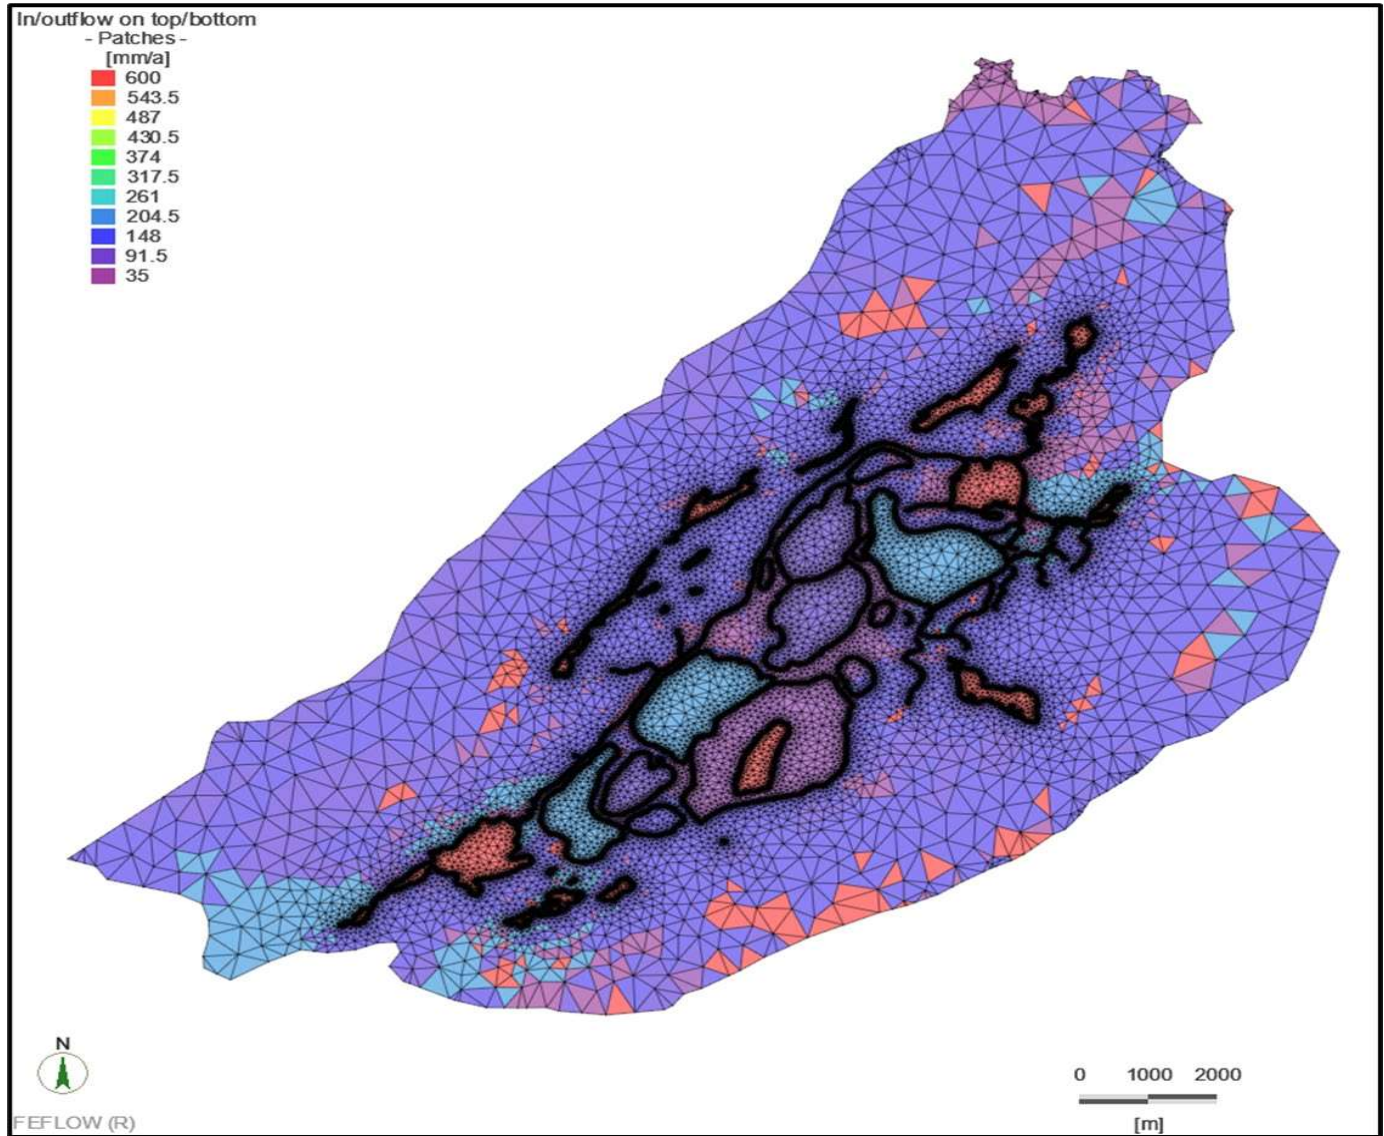 In/outflow on top/bottom
- Patches -
[mm/a]
600
543.5
487
430.5
374
317.5
261
204.5
148
91.5
35
N
0 1000 2000
[m]
FEFLOW (R)